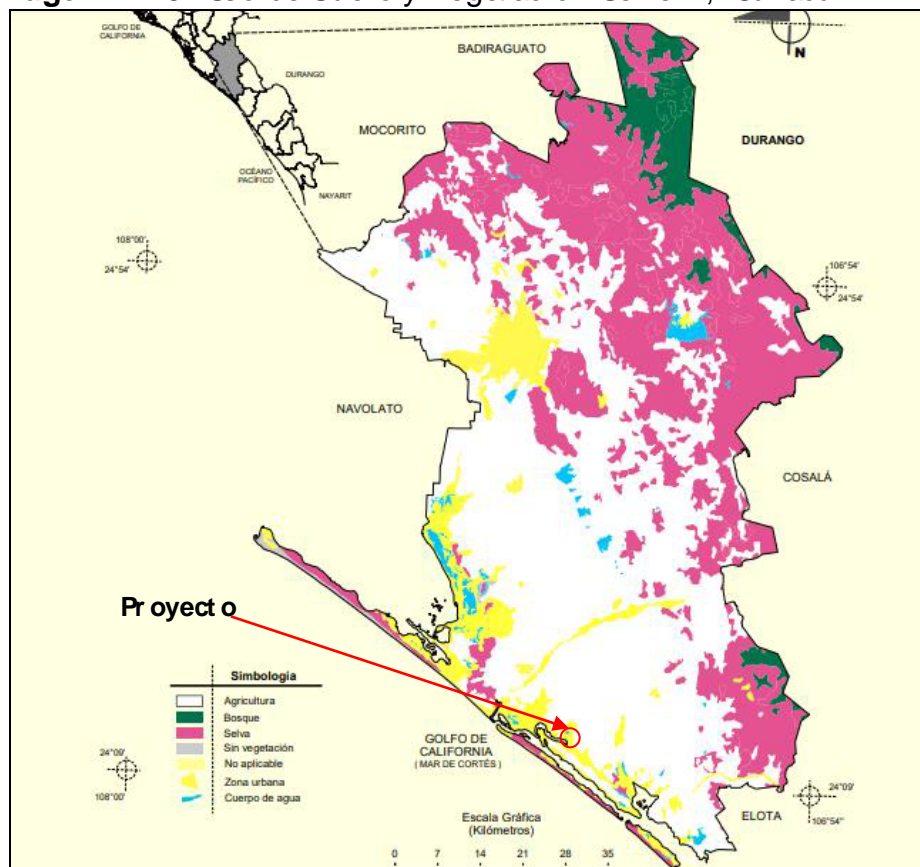 GOLFO DE
CALIFORNIA
DURANGO
OCÉANO
PACÍFICO
NAYARIT
BADIRAGUATO
N
MOCORITO
DURANGO
108°00'
24°54'
106°54'
24°54'
NAVOLATO
COSALÁ
Proyecto
Simbología
Agricultura
Bosque
Selva
Sin vegetación
No aplicable
Zona urbana
Cuerpo de agua
GOLFO DE
CALIFORNIA
( MAR DE CORTÉS )
24°09'
108°00'
24°09'
106°54'
ELOTA
Escala Gráfica
(Kilómetros)
0 7 14 21 28 35